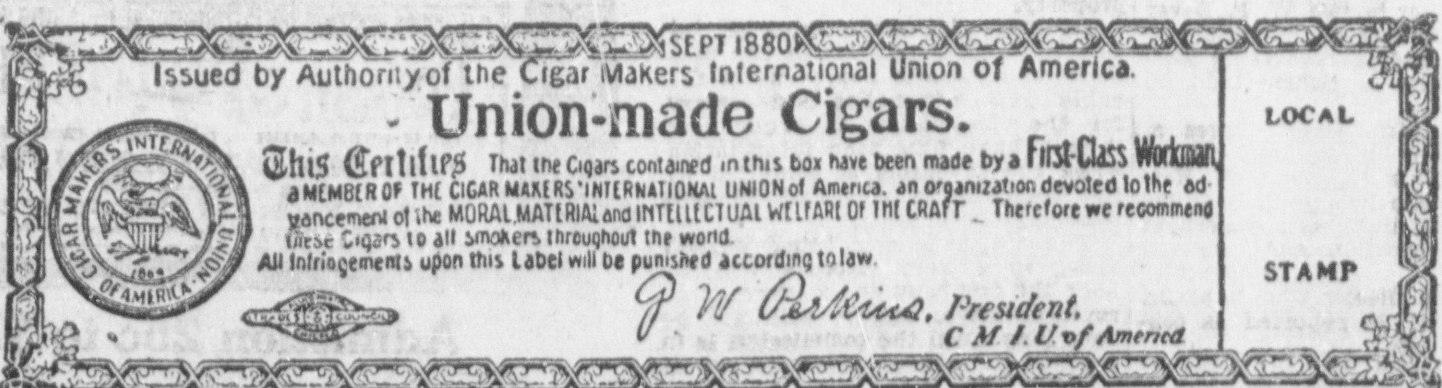 SEPT 1880
Issued by Authority of the Cigar Makers International Union of America.
Union-made Cigars.
This Certifies That the Cigars contained in this box have been made by a First-Class Workman,
a MEMBER OF THE CIGAR MAKERS' INTERNATIONAL UNION of America, an organization devoted to the ad-
vancement of the MORAL, MATERIAL and INTELLECTUAL WELFARE OF THE CRAFT Therefore we recommend
these Cigars to all smokers throughout the world.
All Infringements upon this Label will be punished according to law.
G W Perkins, President,
C M I U of America
CIGAR MAKERS INTERNATIONAL UNION
OF AMERICA
1864
TRADES COUNCIL
LOCAL
STAMP